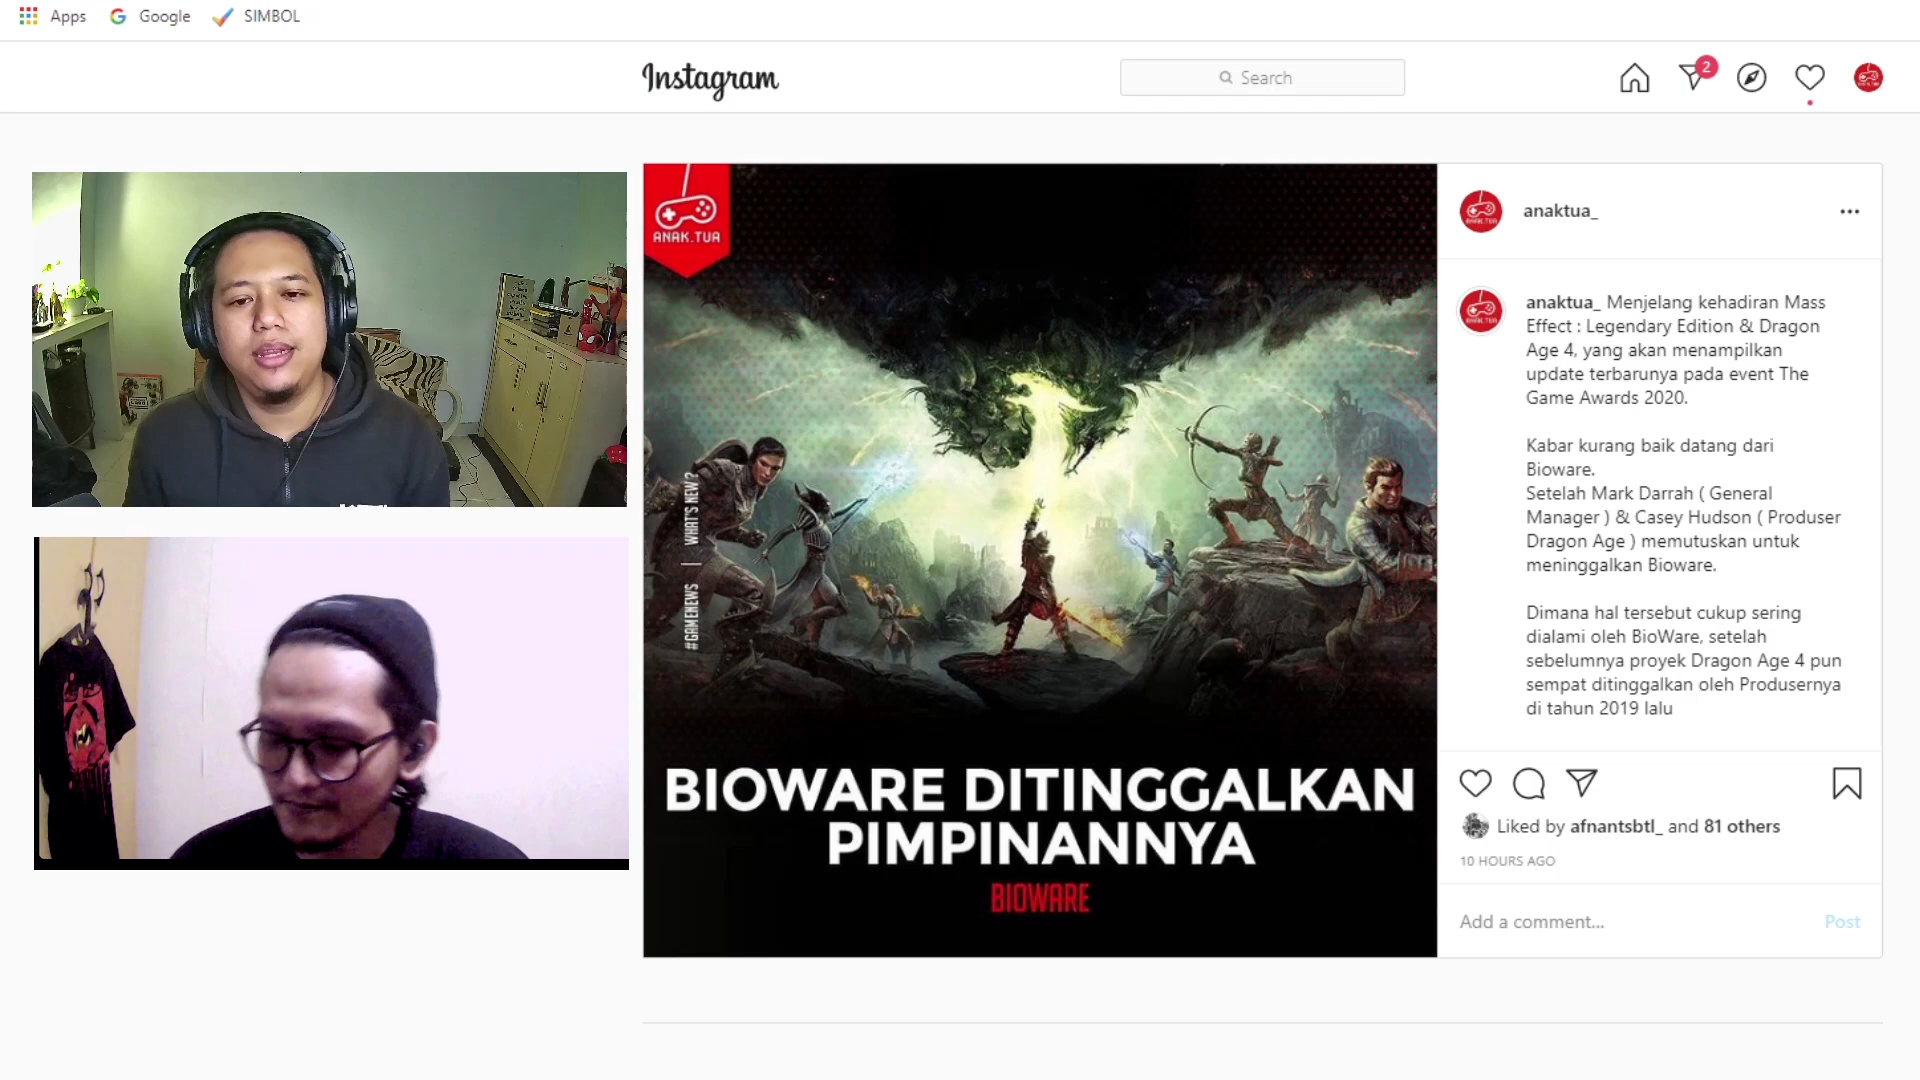 Apps Google SIMBOL
Instagram
Search
2
ANAK.TUA
#GAMENEWS | WHAT'S NEW ?
BIOWARE DITINGGALKAN
PIMPINANNYA
BIOWARE
anaktua_
anaktua_ Menjelang kehadiran Mass
Effect : Legendary Edition & Dragon
Age 4, yang akan menampilkan
update terbarunya pada event The
Game Awards 2020.
Kabar kurang baik datang dari
Bioware.
Setelah Mark Darrah ( General
Manager ) & Casey Hudson ( Produser
Dragon Age ) memutuskan untuk
meninggalkan Bioware.
Dimana hal tersebut cukup sering
dialami oleh BioWare, setelah
sebelumnya proyek Dragon Age 4 pun
sempat ditinggalkan oleh Produsernya
di tahun 2019 lalu
Liked by afnantsbtl_ and 81 others
10 HOURS AGO
Add a comment... Post